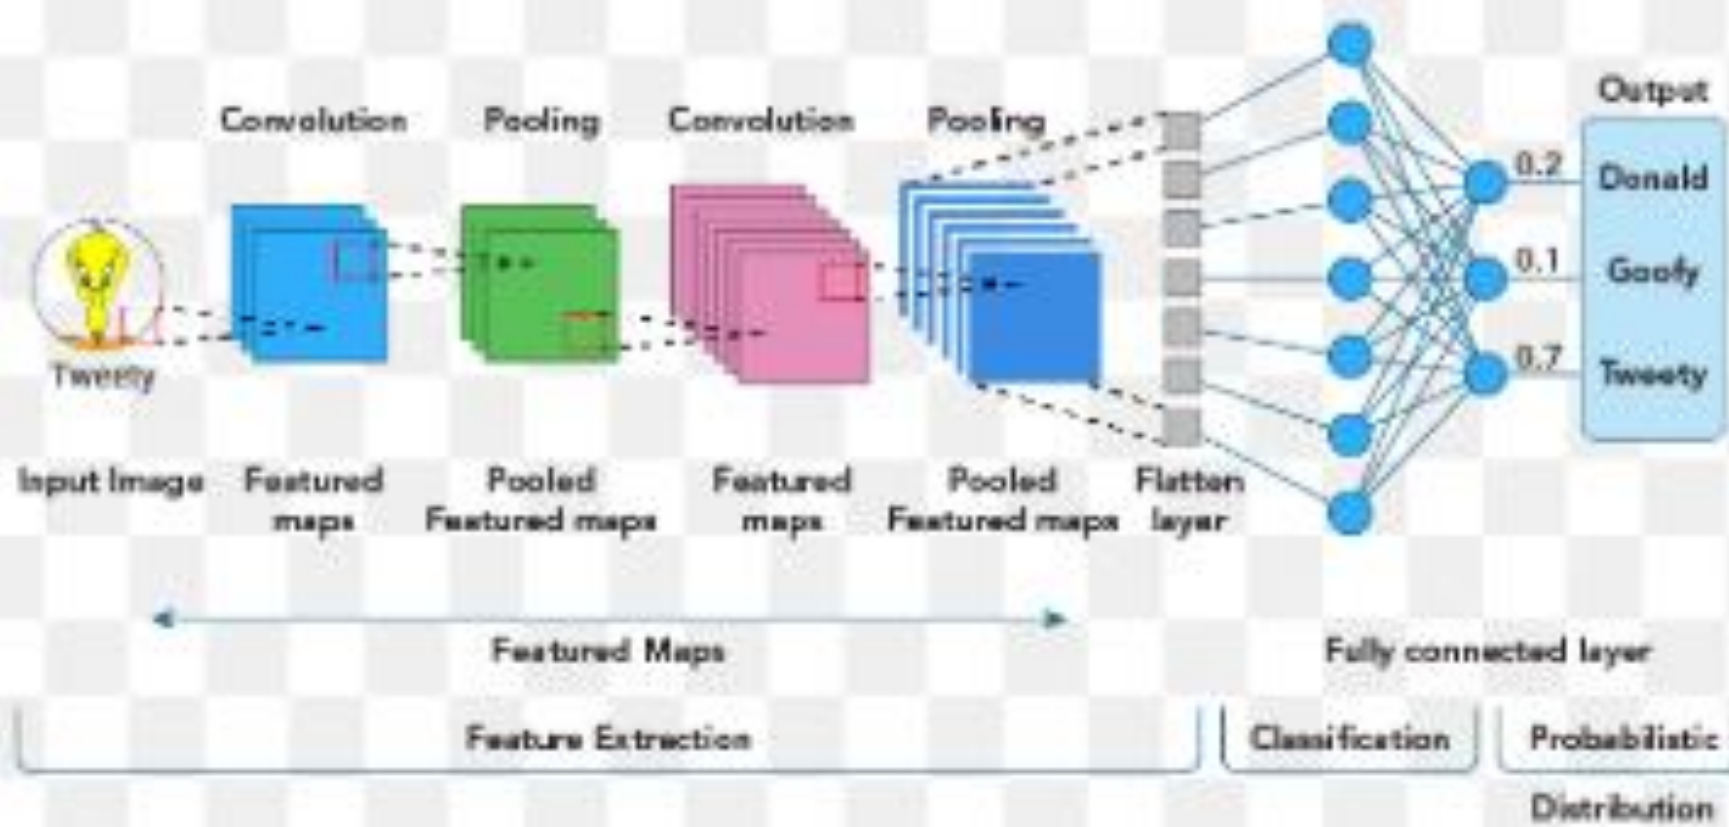 Convolution
Pooling
Convolution
Pooling
Output
0.2
Donald
0.1
Goofy
0.7
Tweety
Tweety
Input Image
Featured
maps
Pooled
Featured maps
Featured
maps
Pooled
Featured maps
Flatten
layer
Featured Maps
Fully connected layer
Feature Extraction
Classification
Probabilistic
Distribution